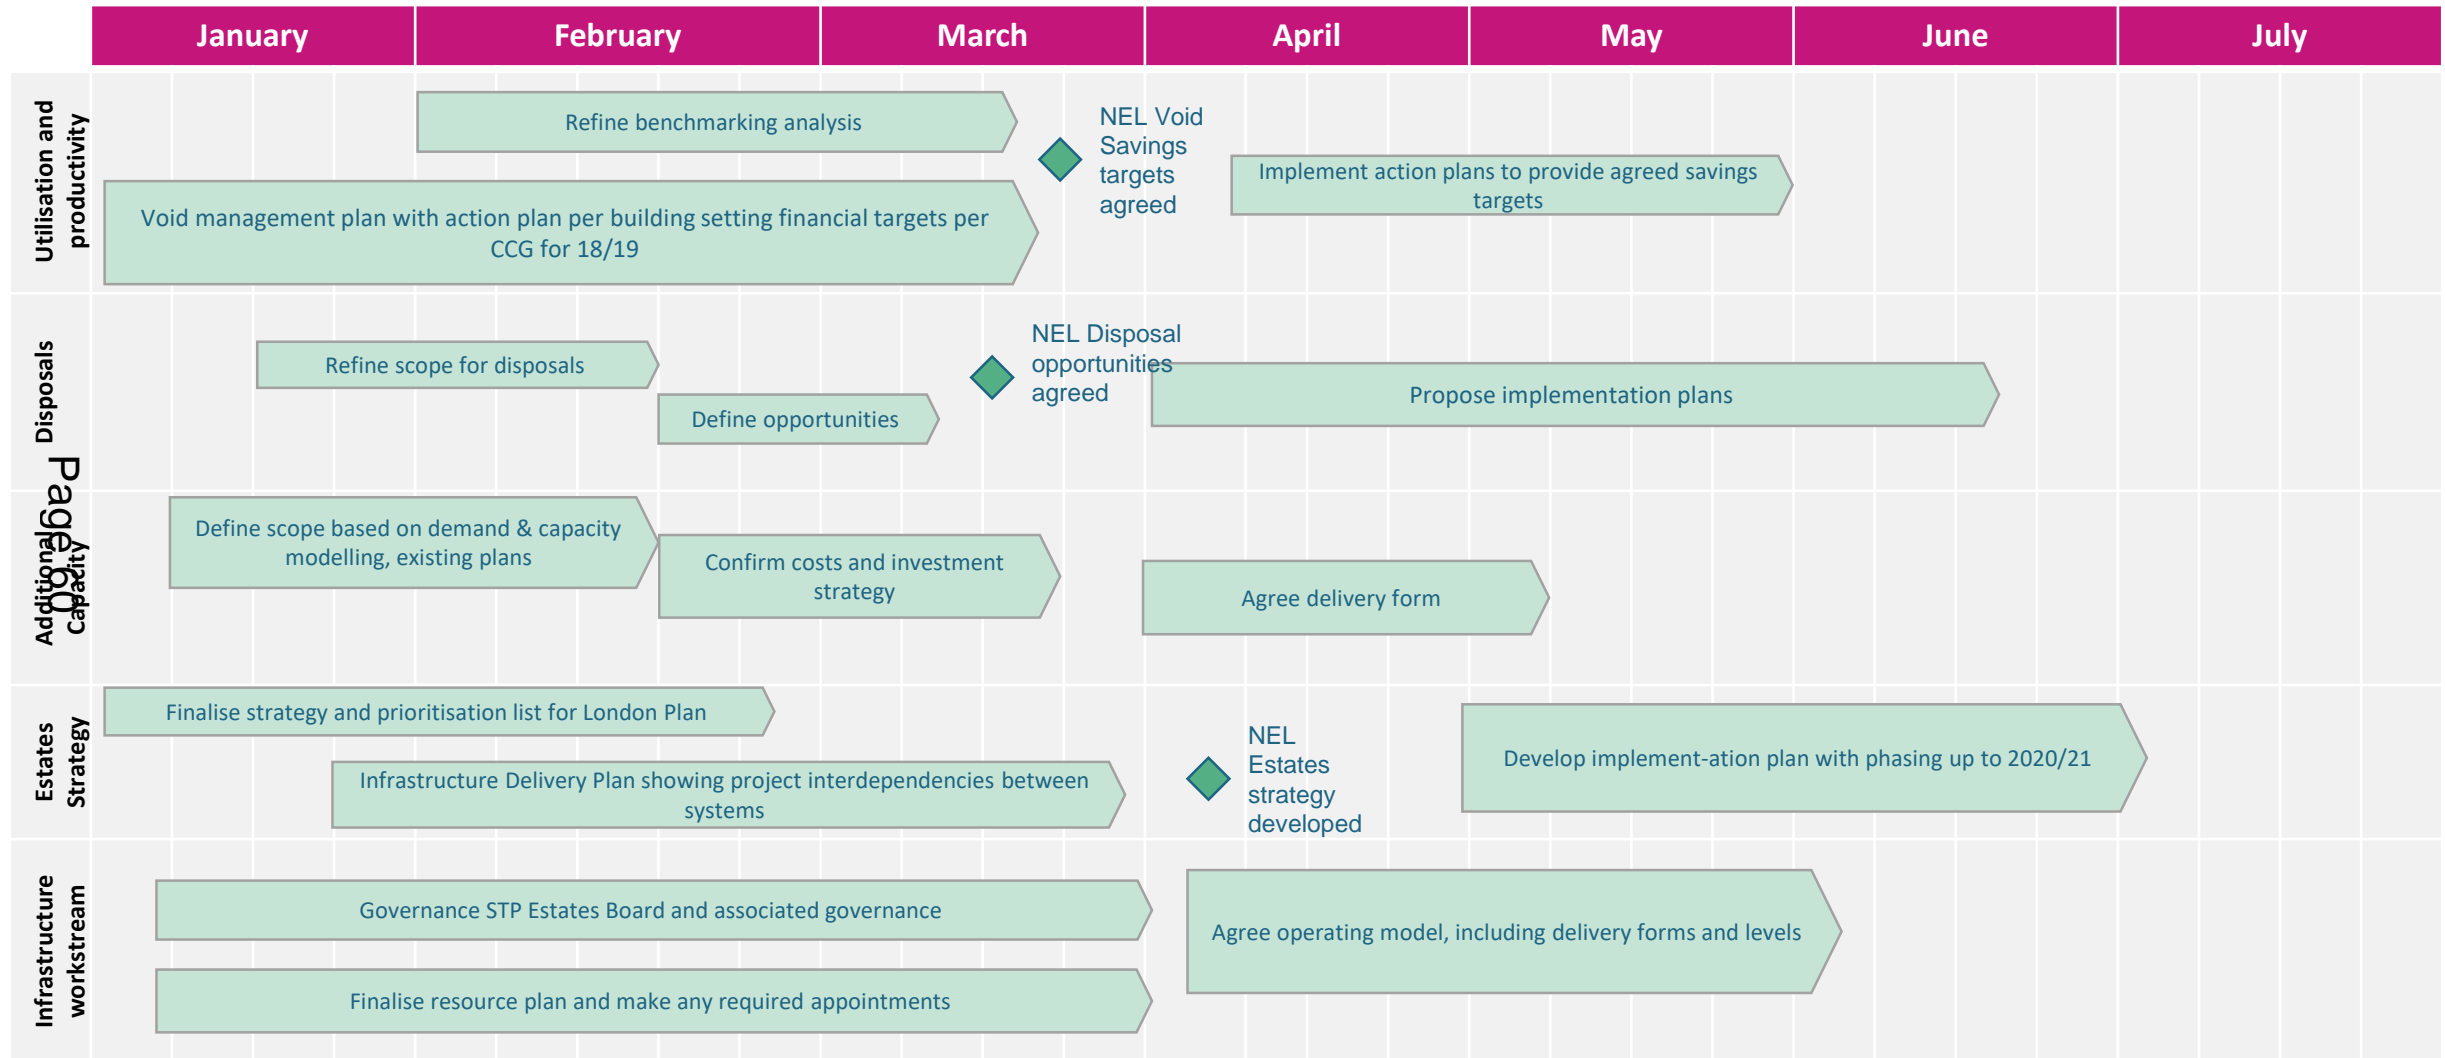 January February March April May June July
Utilisation and
productivity
Refine benchmarking analysis
Void management plan with action plan per building setting financial targets per
CCG for 18/19
NEL Void
Savings
targets
agreed
Implement action plans to provide agreed savings
targets
Disposals
Refine scope for disposals
Define opportunities
NEL Disposal
opportunities
agreed
Propose implementation plans
Page 60
Additional
Capacity
Define scope based on demand & capacity
modelling, existing plans
Confirm costs and investment
strategy
Agree delivery form
Estates
Strategy
Finalise strategy and prioritisation list for London Plan
Infrastructure Delivery Plan showing project interdependencies between
systems
NEL
Estates
strategy
developed
Develop implement-ation plan with phasing up to 2020/21
Infrastructure
workstream
Governance STP Estates Board and associated governance
Finalise resource plan and make any required appointments
Agree operating model, including delivery forms and levels